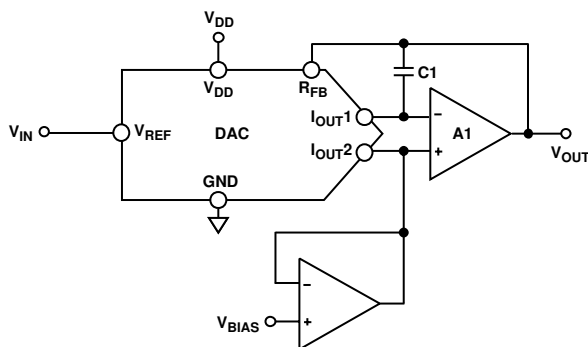 VDD
VDD
RFB
C1
IOUT1
VIN
VREF
DAC
A1
IOUT2
VOUT
GND
VBIAS